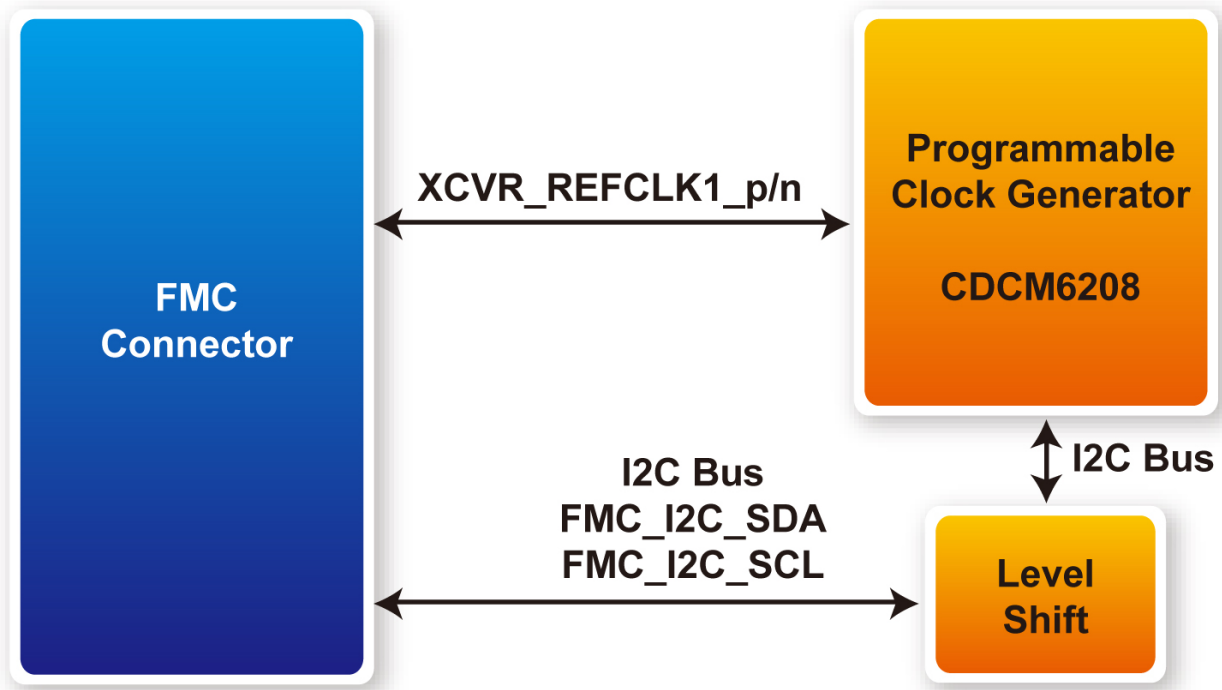 FMC
Connector
XCVR_REFCLK1_p/n
Programmable
Clock Generator
CDCM6208
I2C Bus
I2C Bus
FMC_I2C_SDA
FMC_I2C_SCL
Level
Shift